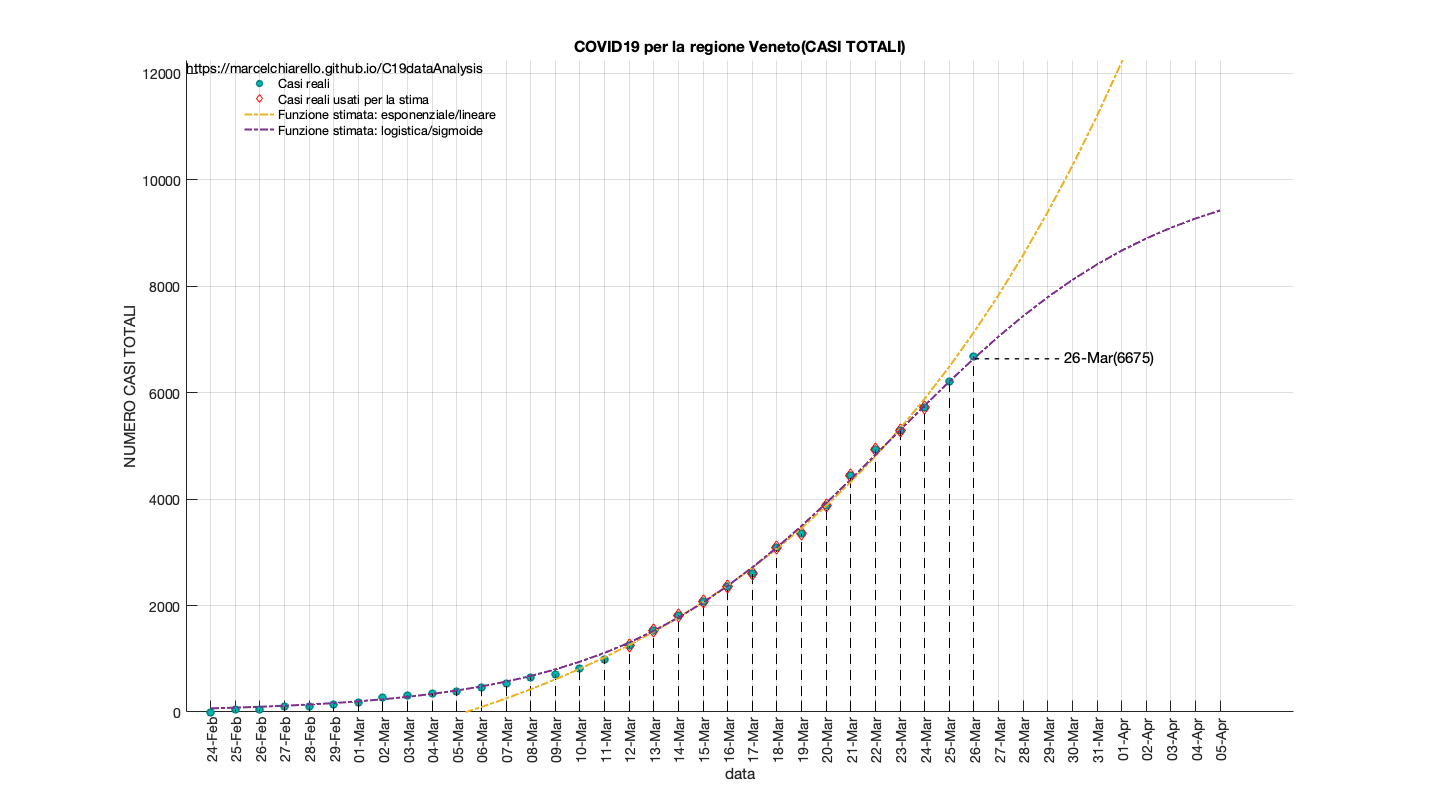 COVID19 per la regione Veneto(CASI TOTALI)
https://marcelchiarello.github.io/C19dataAnalysis
Casi reali
Casi reali usati per la stima
Funzione stimata: esponenziale/lineare
Funzione stimata: logistica/sigmoide
NUMERO CASI TOTALI
12000
10000
8000
6000
4000
2000
0
26-Mar(6675)
24-Feb
25-Feb
26-Feb
27-Feb
28-Feb
29-Feb
01-Mar
02-Mar
03-Mar
04-Mar
05-Mar
06-Mar
07-Mar
08-Mar
09-Mar
10-Mar
11-Mar
12-Mar
13-Mar
14-Mar
15-Mar
16-Mar
17-Mar
18-Mar
19-Mar
20-Mar
21-Mar
22-Mar
23-Mar
24-Mar
25-Mar
26-Mar
27-Mar
28-Mar
29-Mar
30-Mar
31-Mar
01-Apr
02-Apr
03-Apr
04-Apr
05-Apr
data